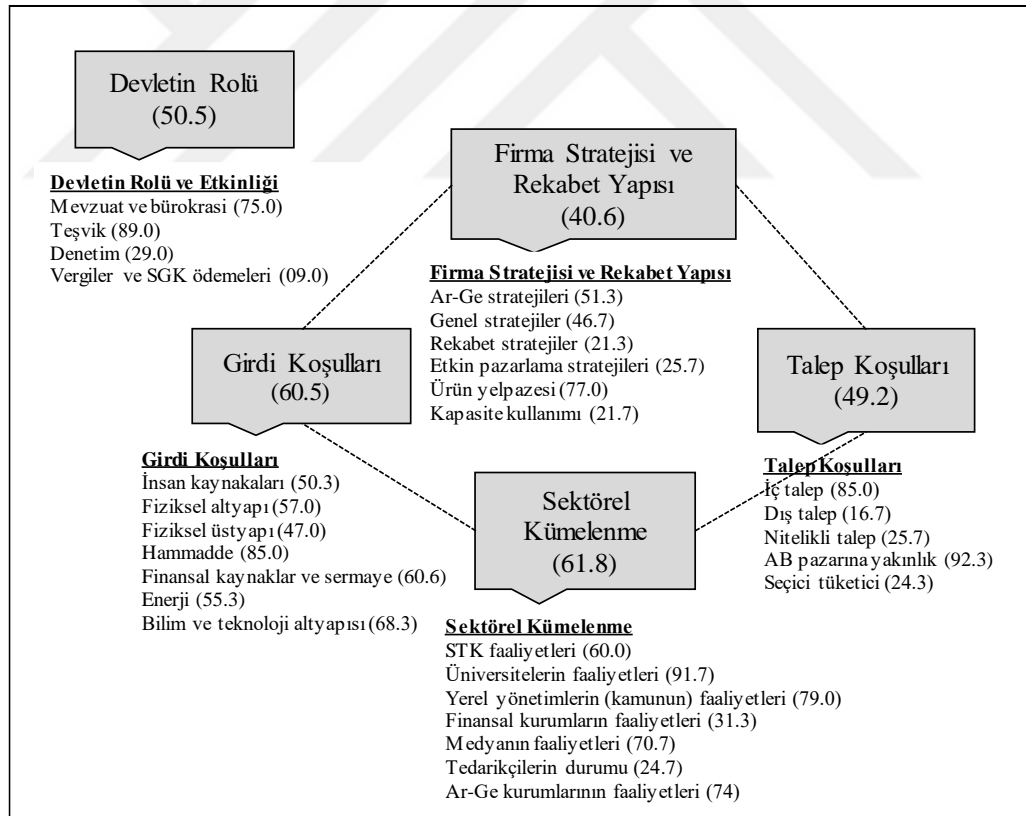 Devletin Rolü
(50.5)
Devletin Rolü ve Etkinliği
Mevzuat ve bürokrasi (75.0)
Teşvik (89.0)
Denetim (29.0)
Vergiler ve SGK ödemeleri (09.0)
Firma Stratejisi ve
Rekabet Yapısı
(40.6)
Firma Stratejisi ve Rekabet Yapısı
Ar-Ge stratejileri (51.3)
Genel stratejiler (46.7)
Rekabet stratejiler (21.3)
Etkin pazarlama stratejileri (25.7)
Ürün yelpazesi (77.0)
Kapasite kullanımı (21.7)
Girdi Koşulları
(60.5)
Girdi Koşulları
İnsan kaynakaları (50.3)
Fiziksel altyapı (57.0)
Fiziksel üstyapı (47.0)
Hammadde (85.0)
Finansal kaynaklar ve sermaye (60.6)
Enerji (55.3)
Bilim ve teknoloji altyapısı (68.3)
Talep Koşulları
(49.2)
Talep Koşulları
İç talep (85.0)
Dış talep (16.7)
Nitelikli talep (25.7)
AB pazarına yakınlık (92.3)
Seçici tüketici (24.3)
Sektörel
Kümelenme
(61.8)
Sektörel Kümelenme
STK faaliyetleri (60.0)
Üniversitelerin faaliyetleri (91.7)
Yerel yönetimlerin (kamunun) faaliyetleri (79.0)
Finansal kurumların faaliyetleri (31.3)
Medyanın faaliyetleri (70.7)
Tedarikçilerin durumu (24.7)
Ar-Ge kurumlarının faaliyetleri (74)